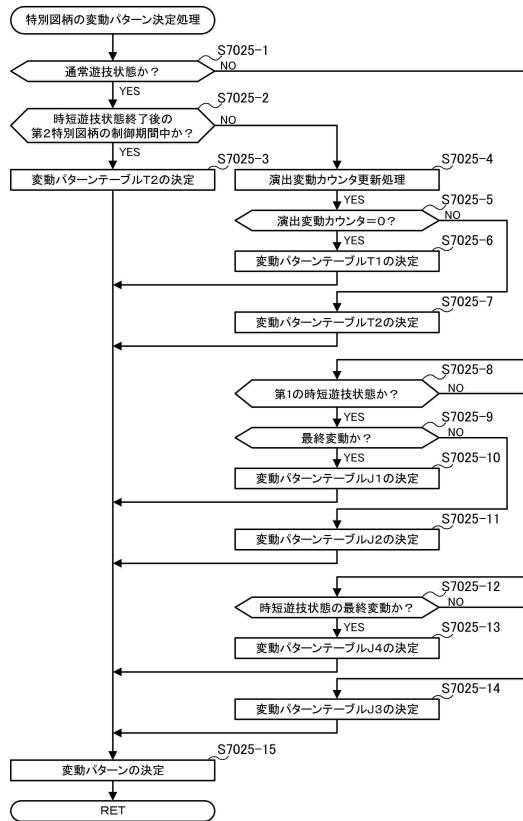 特別図柄の変動パターン決定処理
S7025-1
通常遊技状態か？
NO
YES
S7025-2
時短遊技状態終了後の
第2特別図柄の制御期間中か？
NO
YES
S7025-3
変動パターンテーブルT2の決定
S7025-4
演出変動カウンタ更新処理
YES
S7025-5
演出変動カウンタ=0？
NO
YES
S7025-6
変動パターンテーブルT1の決定
S7025-7
変動パターンテーブルT2の決定
S7025-8
第1の時短遊技状態か？
NO
YES
S7025-9
最終変動か？
NO
YES
S7025-10
変動パターンテーブルJ1の決定
S7025-11
変動パターンテーブルJ2の決定
S7025-12
時短遊技状態の最終変動か？
NO
YES
S7025-13
変動パターンテーブルJ4の決定
S7025-14
変動パターンテーブルJ3の決定
S7025-15
変動パターンの決定
RET